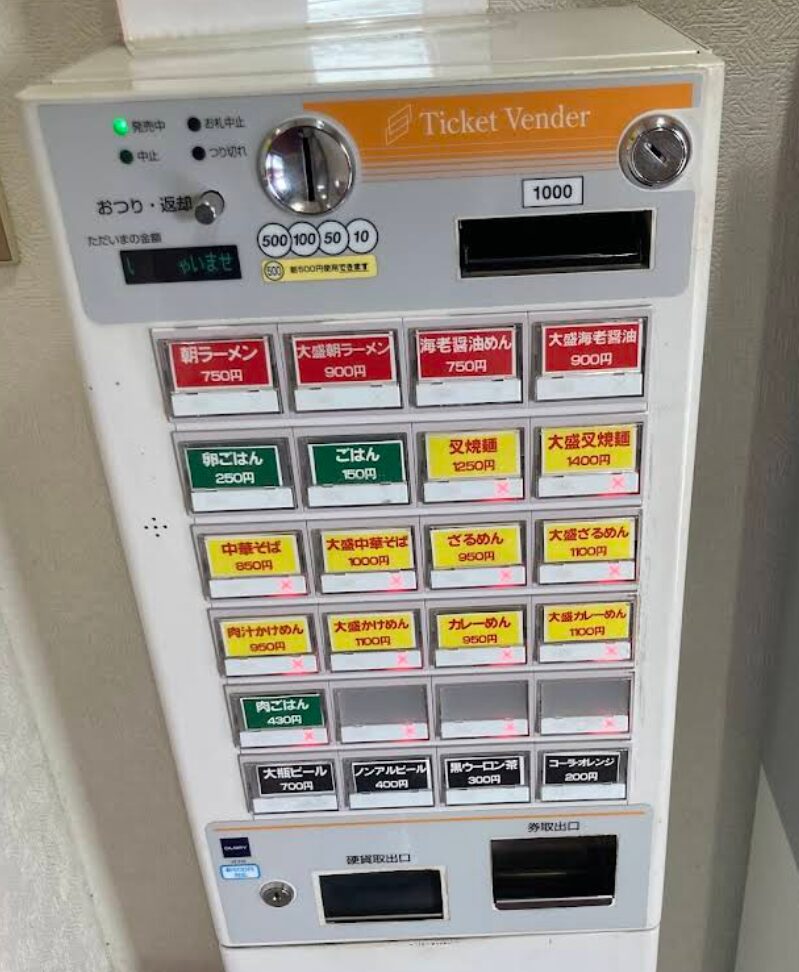 発売中 お札中止
中止 つり切れ
Ticket Vender
おつり・返却
1000
ただいまの金額
ゃいませ
500 100 50 10
500 新500円使用できます
朝ラーメン 大盛朝ラーメン 海老醤油めん 大盛海老醤油
750円 900円 750円 900円
卵ごはん ごはん 叉焼麺 大盛叉焼麺
250円 150円 1250円 1400円
中華そば 大盛中華そば ざるめん 大盛ざるめん
850円 1000円 950円 1100円
肉汁かけめん 大盛かけめん カレーめん 大盛カレーめん
950円 1100円 950円 1100円
肉ごはん
430円
大瓶ビール ノンアルビール 黒ウーロン茶 コーラ・オレンジ
700円 400円 300円 200円
券取出口
硬貨取出口
GLORY